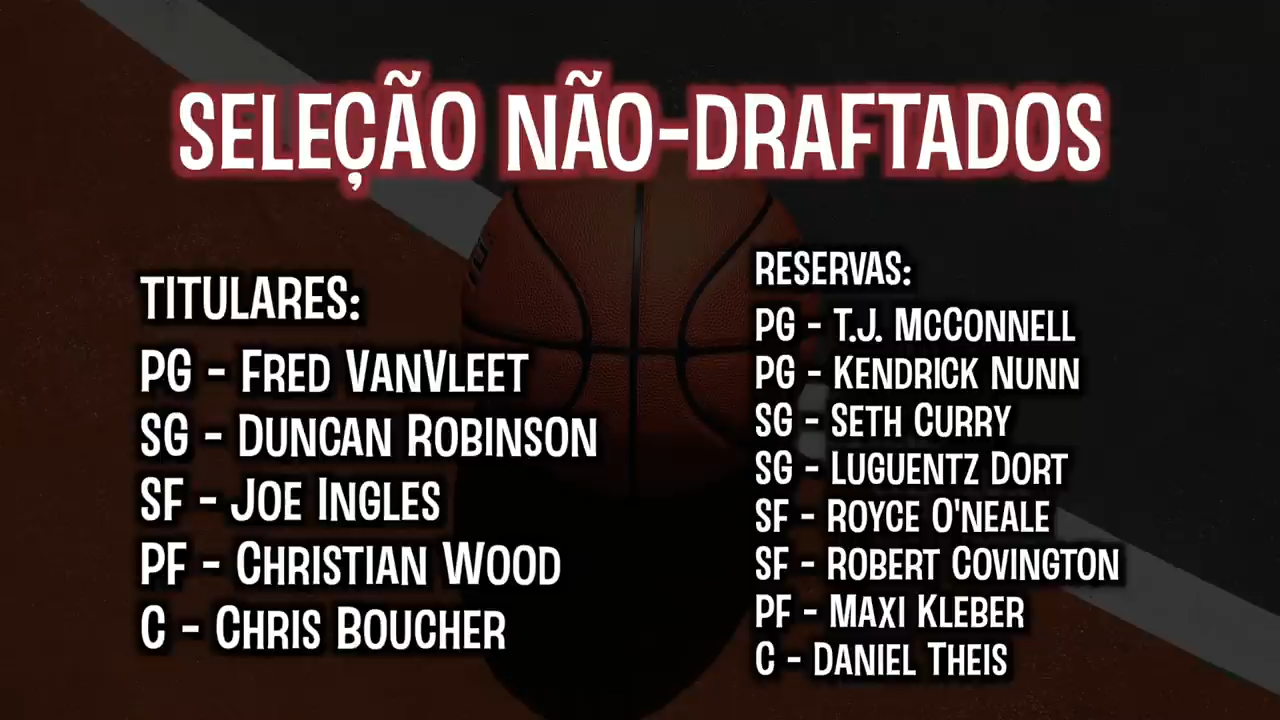 SELEÇÃO NÃO-DRAFTADOS
TITULARES:
PG - FRED VANVLEET
SG - DUNCAN ROBINSON
SF - JOE INGLES
PF - CHRISTIAN WOOD
C - CHRIS BOUCHER
RESERVAS:
PG - T.J. MCCONNELL
PG - KENDRICK NUNN
SG - SETH CURRY
SG - LUGUENTZ DORT
SF - ROYCE O'NEALE
SF - ROBERT COVINGTON
PF - MAXI KLEBER
C - DANIEL THEIS